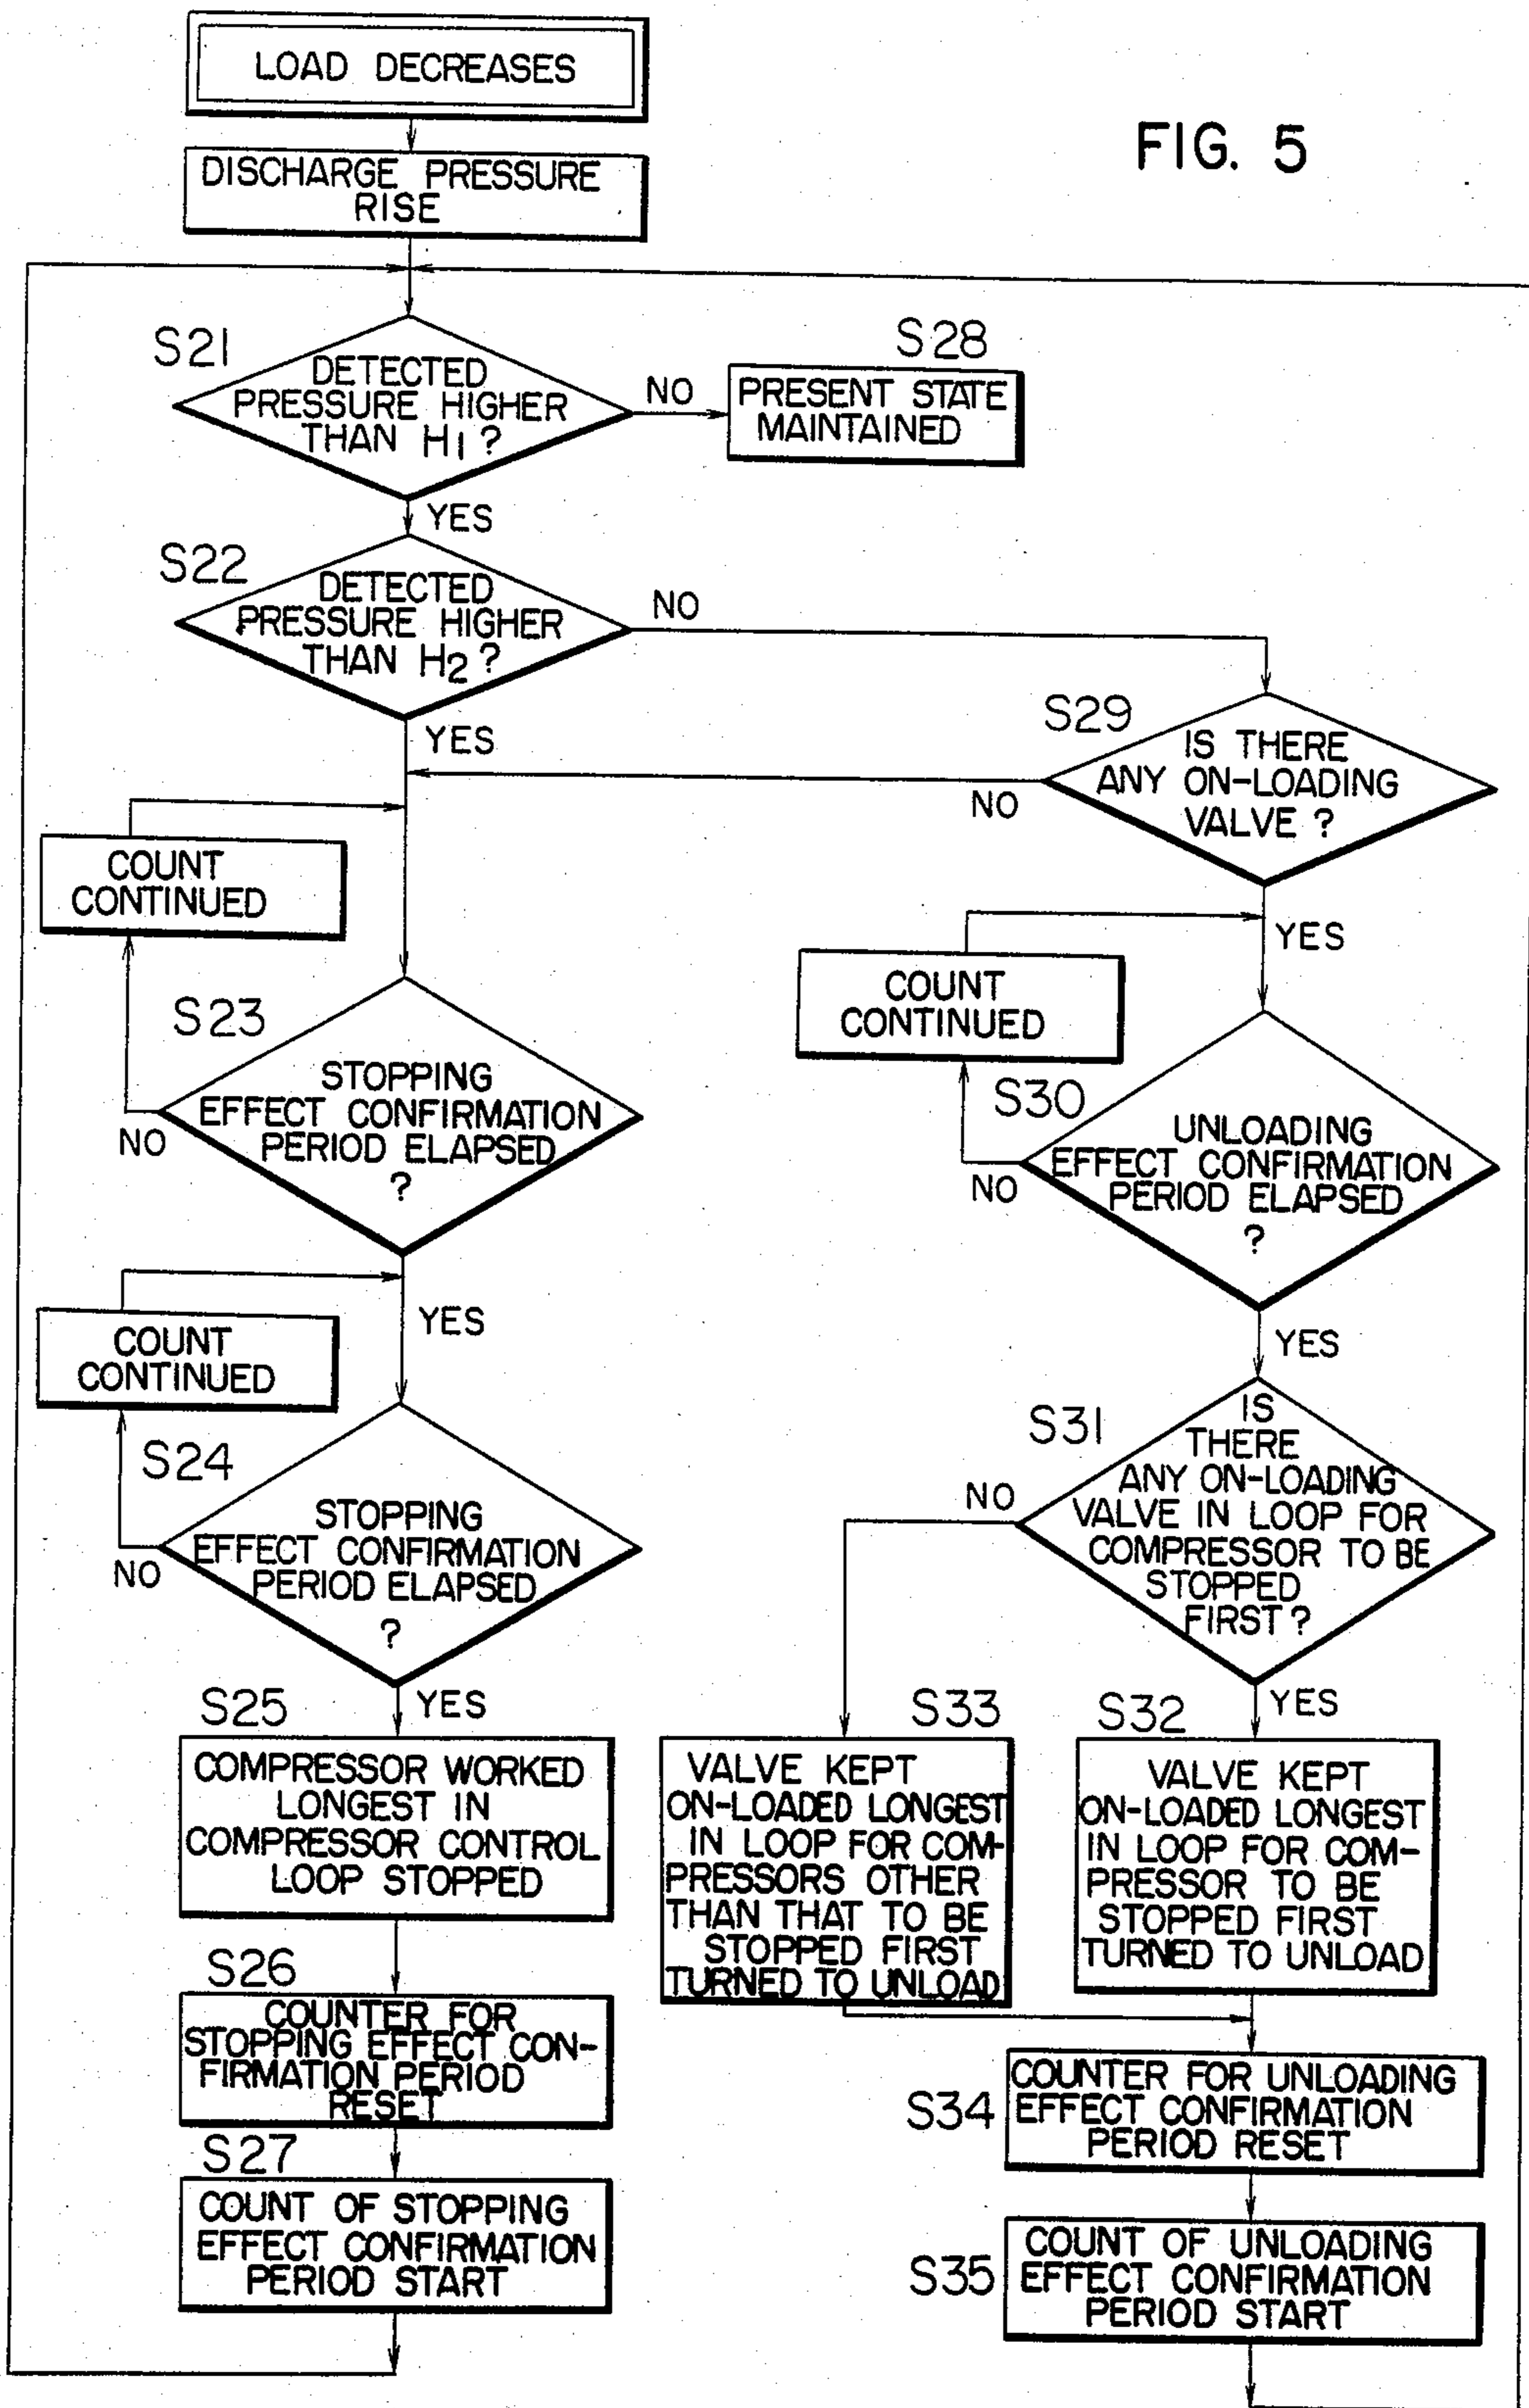 LOAD DECREASES
FIG. 5
DISCHARGE PRESSURE
RISE
S21
DETECTED
PRESSURE HIGHER
THAN H1 ?
NO
S28
PRESENT STATE
MAINTAINED
YES
S22
DETECTED
PRESSURE HIGHER
THAN H2 ?
NO
YES
S29
IS THERE
ANY ON-LOADING
VALVE ?
NO
YES
COUNT
CONTINUED
S23
STOPPING
EFFECT CONFIRMATION
PERIOD ELAPSED
?
NO
YES
COUNT
CONTINUED
S30
UNLOADING
EFFECT CONFIRMATION
PERIOD ELAPSED
?
NO
YES
COUNT
CONTINUED
S24
STOPPING
EFFECT CONFIRMATION
PERIOD ELAPSED
?
NO
YES
S31
IS
THERE
ANY ON-LOADING
VALVE IN LOOP FOR
COMPRESSOR TO BE
STOPPED
FIRST ?
NO
YES
S25
COMPRESSOR WORKED
LONGEST IN
COMPRESSOR CONTROL
LOOP STOPPED
S33
VALVE KEPT
ON-LOADED LONGEST
IN LOOP FOR COM-
PRESSORS OTHER
THAN THAT TO BE
STOPPED FIRST
TURNED TO UNLOAD
S32
VALVE KEPT
ON-LOADED LONGEST
IN LOOP FOR COM-
PRESSOR TO BE
STOPPED FIRST
TURNED TO UNLOAD
S26
COUNTER FOR
STOPPING EFFECT CON-
FIRMATION PERIOD
RESET
S34
COUNTER FOR UNLOADING
EFFECT CONFIRMATION
PERIOD RESET
S27
COUNT OF STOPPING
EFFECT CONFIRMATION
PERIOD START
S35
COUNT OF UNLOADING
EFFECT CONFIRMATION
PERIOD START